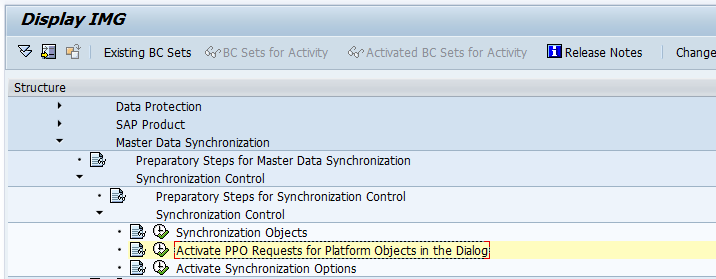 Display IMG
Existing BC Sets BC Sets for Activity Activated BC Sets for Activity Release Notes Change
Structure
Data Protection
SAP Product
Master Data Synchronization
Preparatory Steps for Master Data Synchronization
Synchronization Control
Preparatory Steps for Synchronization Control
Synchronization Control
Synchronization Objects
Activate PPO Requests for Platform Objects in the Dialog
Activate Synchronization Options